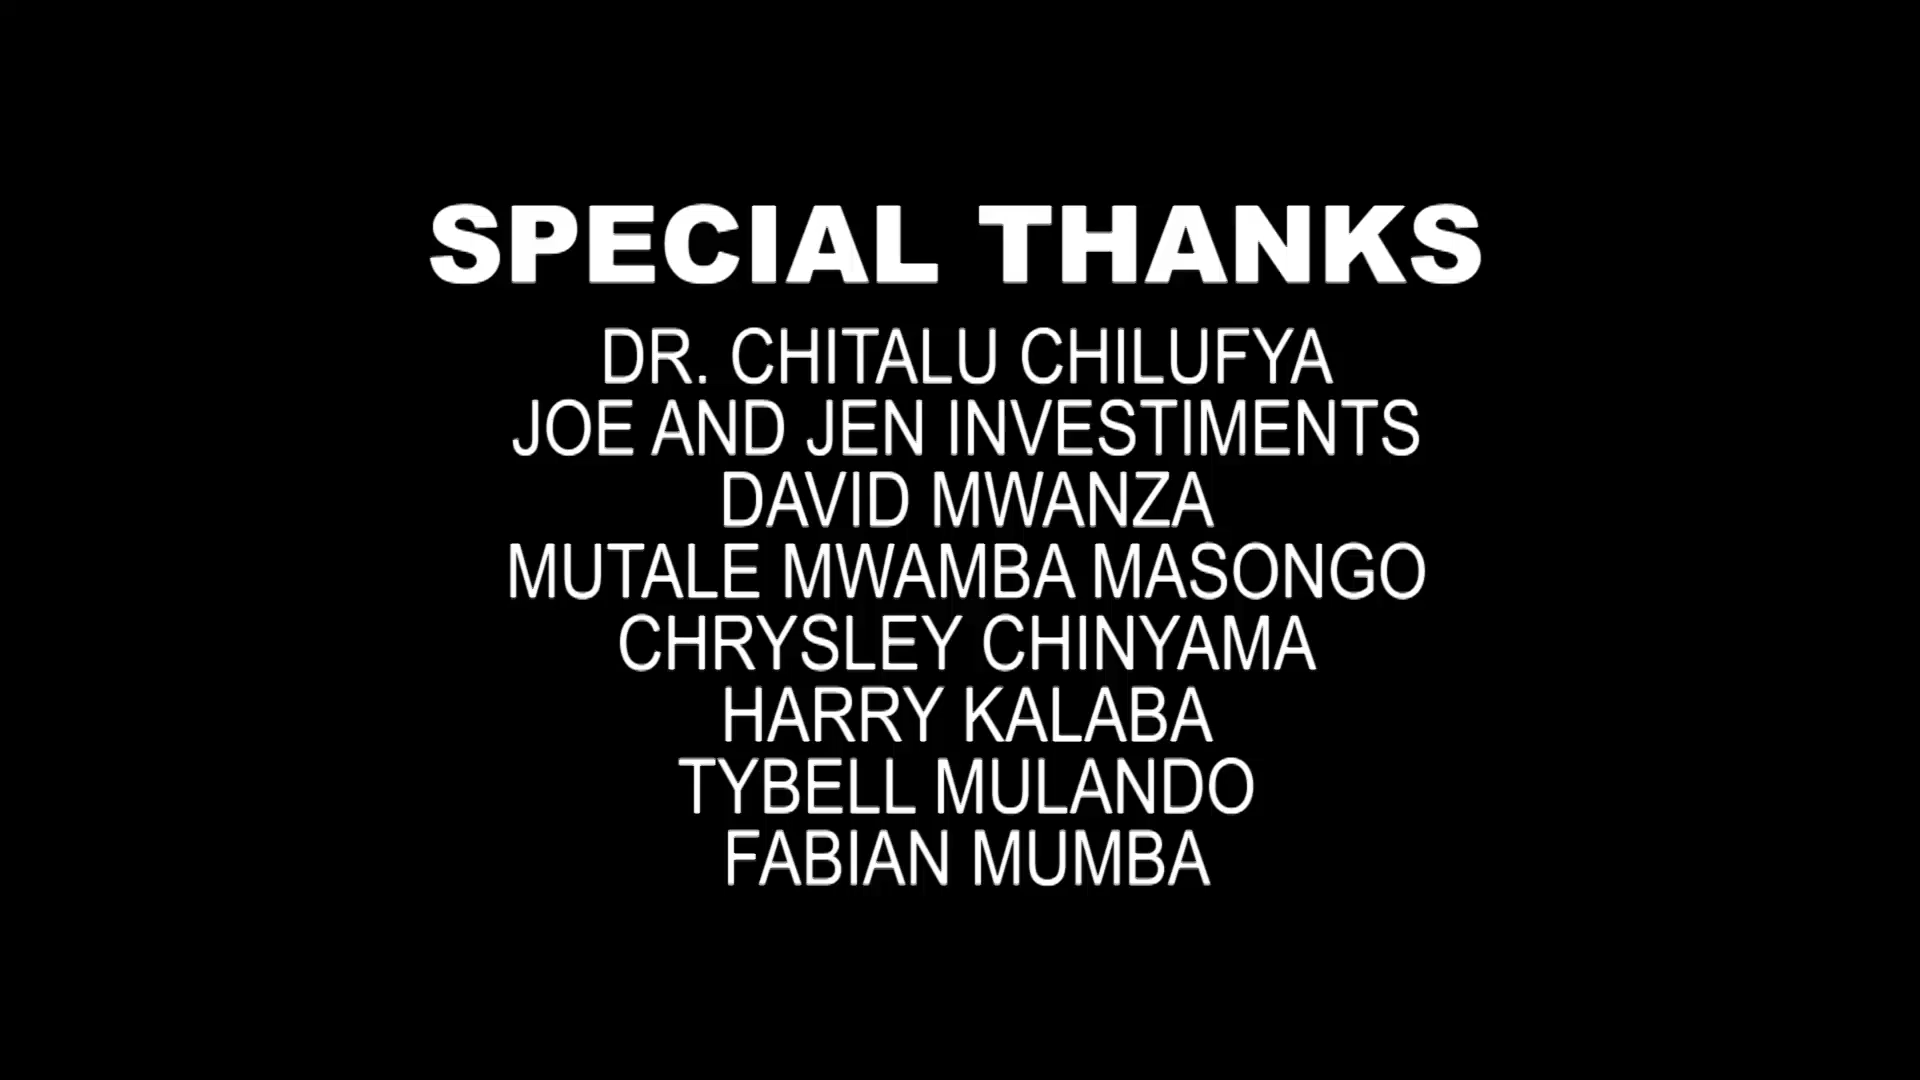 SPECIAL THANKS
DR. CHITALU CHILUFYA
JOE AND JEN INVESTIMENTS
DAVID MWANZA
MUTALE MWAMBA MASONGO
CHRYSLEY CHINYAMA
HARRY KALABA
TYBELL MULANDO
FABIAN MUMBA